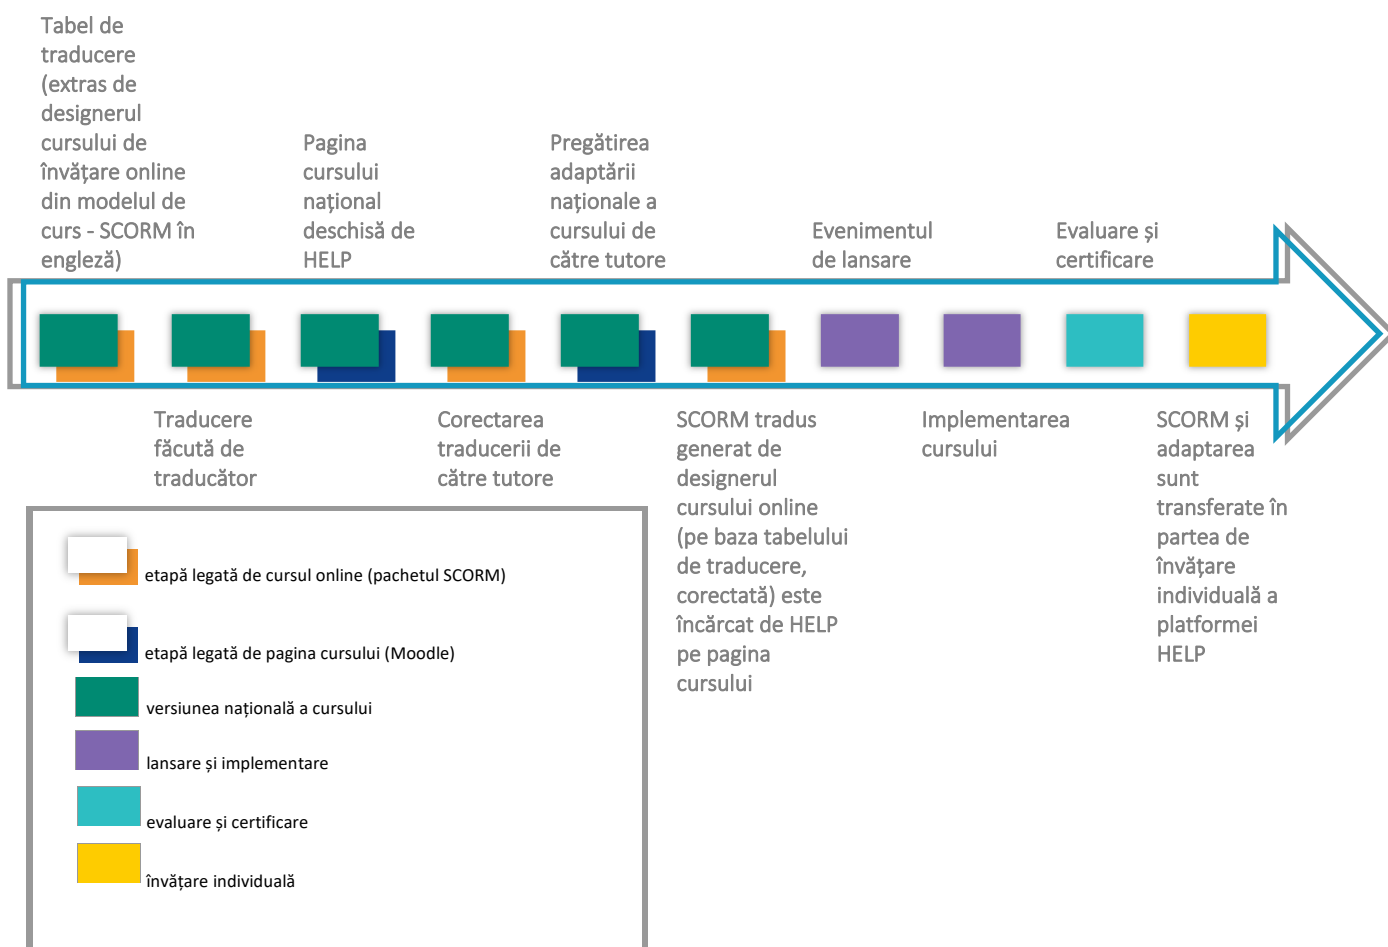 Tabel de
traducere
(extras de
designerul
cursului de
învățare online
din modelul de
curs - SCORM în
engleză)
Pagina
cursului
național
deschisă de
HELP
Pregătirea
adaptării
naționale a
cursului de
către tutore
Evenimentul
de lansare
Evaluare și
certificare
Traducere
făcută de
traducător
Corectarea
traducerii de
către tutore
SCORM tradus
generat de
designerul
cursului online
(pe baza tabelului
de traducere,
corectată) este
încărcat de HELP
pe pagina
cursului
Implementarea
cursului
SCORM și
adaptarea
sunt
transferate în
partea de
învățare
individuală a
platformei
HELP
etapă legată de cursul online (pachetul SCORM)
etapă legată de pagina cursului (Moodle)
versiunea națională a cursului
lansare și implementare
evaluare și certificare
învățare individuală